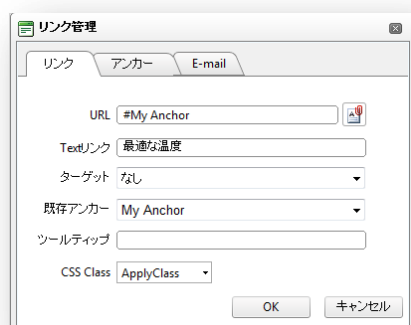 リンク管理
リンク アンカー E-mail
URL #My Anchor
Textリンク 最適な温度
ターゲット なし
既存アンカー My Anchor
ツールティップ
CSS Class ApplyClass
OK キャンセル